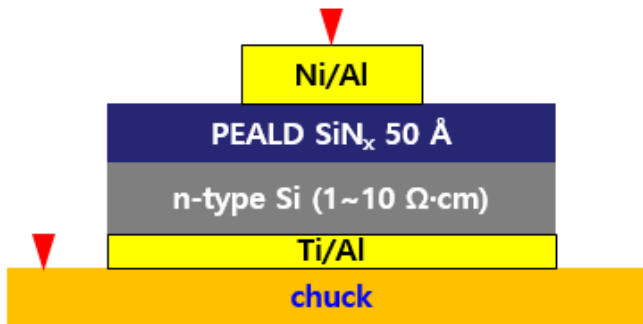 Ni/Al
PEALD SiNₓ 50 Å
n-type Si (1~10 Ω·cm)
Ti/Al
chuck